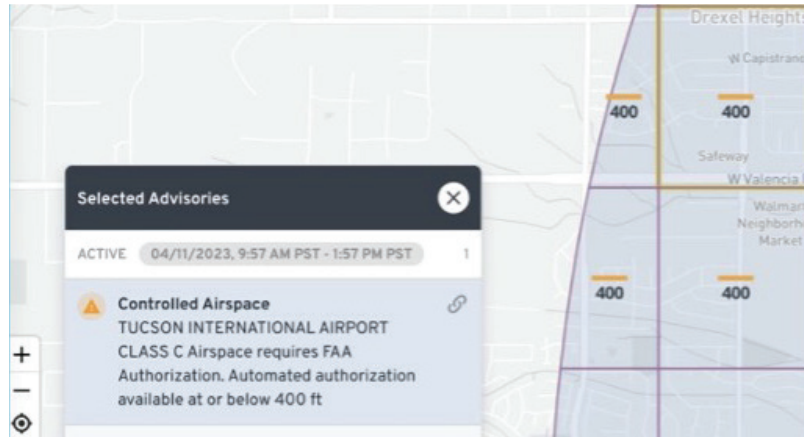 Drexel Heights
W Capistrano
400
400
Safeway
W Valencia
Walmart
Neighborh
Market
400
400
Selected Advisories
ACTIVE 04/11/2023, 9:57 AM PST - 1:57 PM PST 1
Controlled Airspace
TUCSON INTERNATIONAL AIRPORT
CLASS C Airspace requires FAA
Authorization. Automated authorization
available at or below 400 ft
+
−